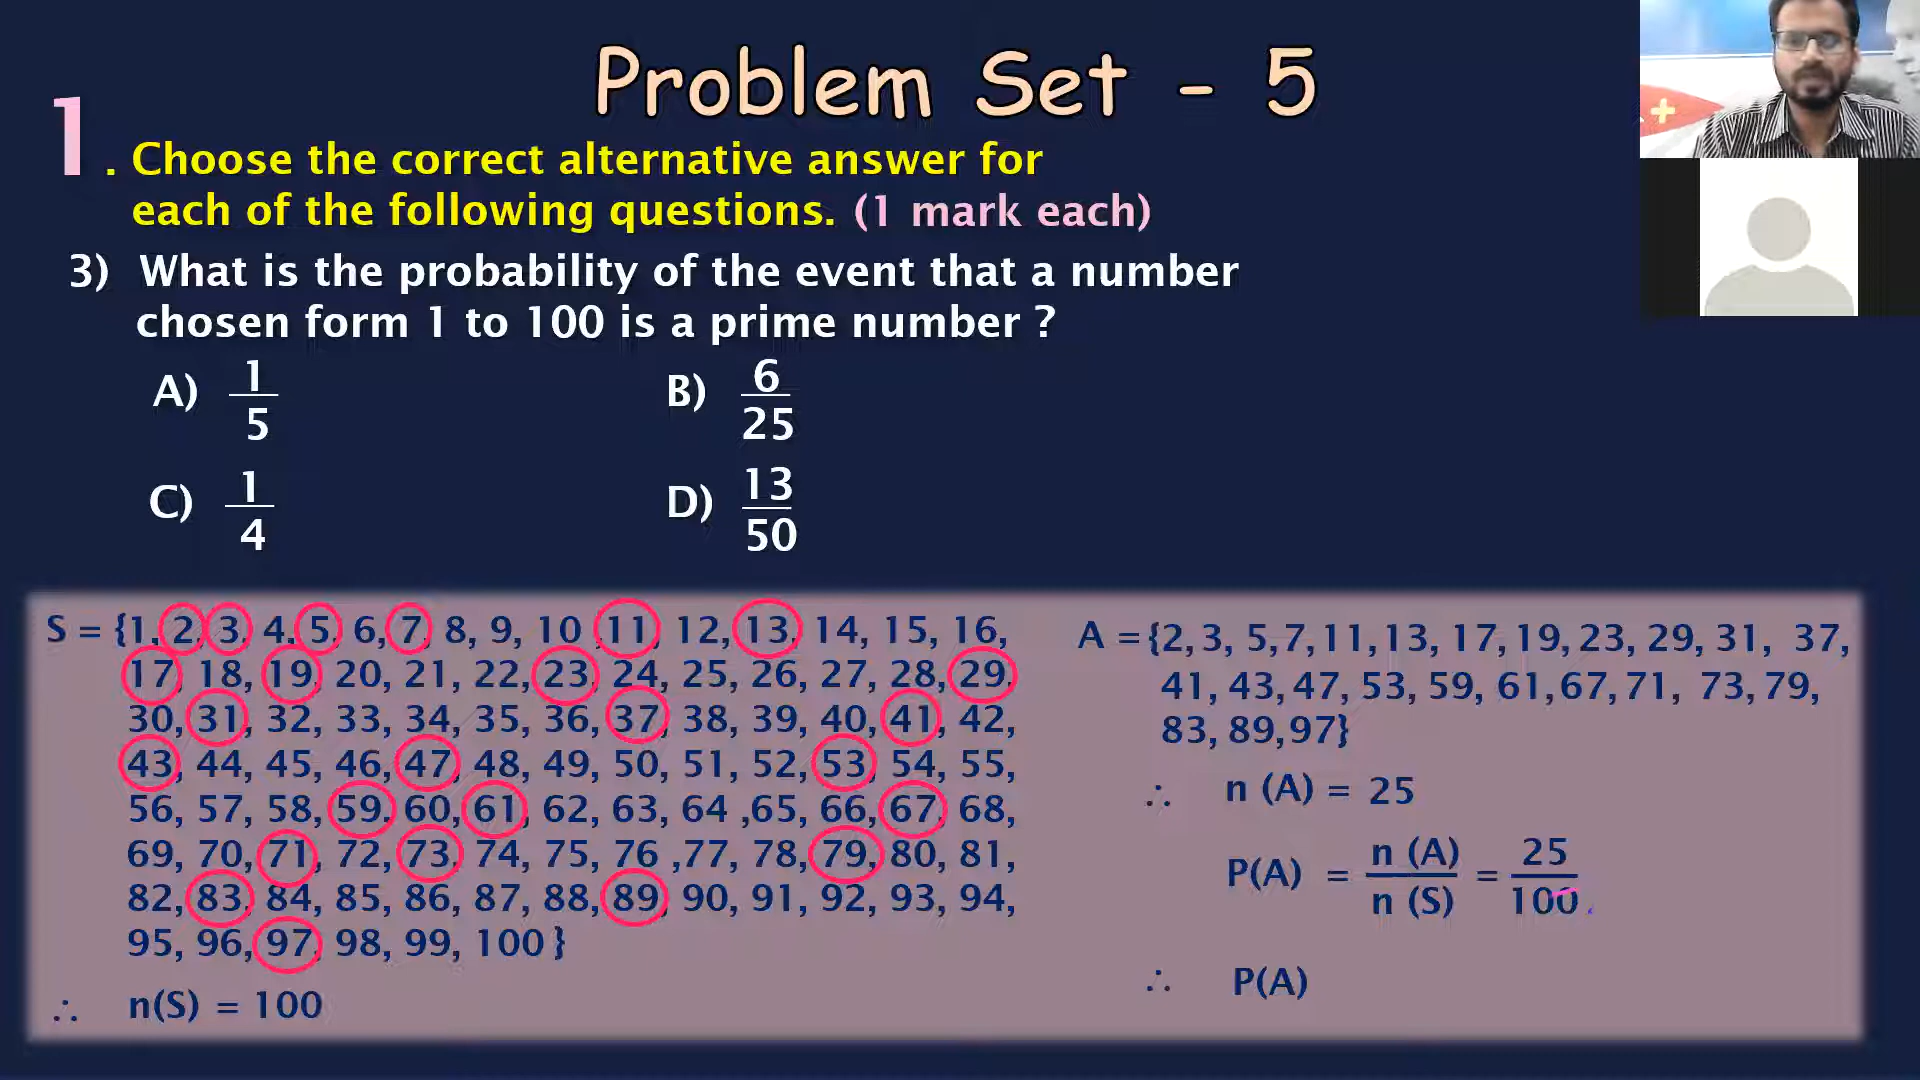 Problem Set - 5
1. Choose the correct alternative answer for
each of the following questions. (1 mark each)
3) What is the probability of the event that a number
chosen form 1 to 100 is a prime number ?
A) 1/5
B) 6/25
C) 1/4
D) 13/50
S = {1, 2, 3, 4, 5, 6, 7, 8, 9, 10, 11, 12, 13, 14, 15, 16,
17, 18, 19, 20, 21, 22, 23, 24, 25, 26, 27, 28, 29,
30, 31, 32, 33, 34, 35, 36, 37, 38, 39, 40, 41, 42,
43, 44, 45, 46, 47, 48, 49, 50, 51, 52, 53, 54, 55,
56, 57, 58, 59, 60, 61, 62, 63, 64 ,65, 66, 67, 68,
69, 70, 71, 72, 73, 74, 75, 76 ,77, 78, 79, 80, 81,
82, 83, 84, 85, 86, 87, 88, 89, 90, 91, 92, 93, 94,
95, 96, 97, 98, 99, 100 }
∴ n(S) = 100
A = {2, 3, 5,7, 11, 13, 17, 19, 23, 29, 31, 37,
41, 43, 47, 53, 59, 61, 67, 71, 73, 79,
83, 89, 97}
∴ n (A) = 25
P(A) = n (A)/n (S) = 25/100
∴ P(A)